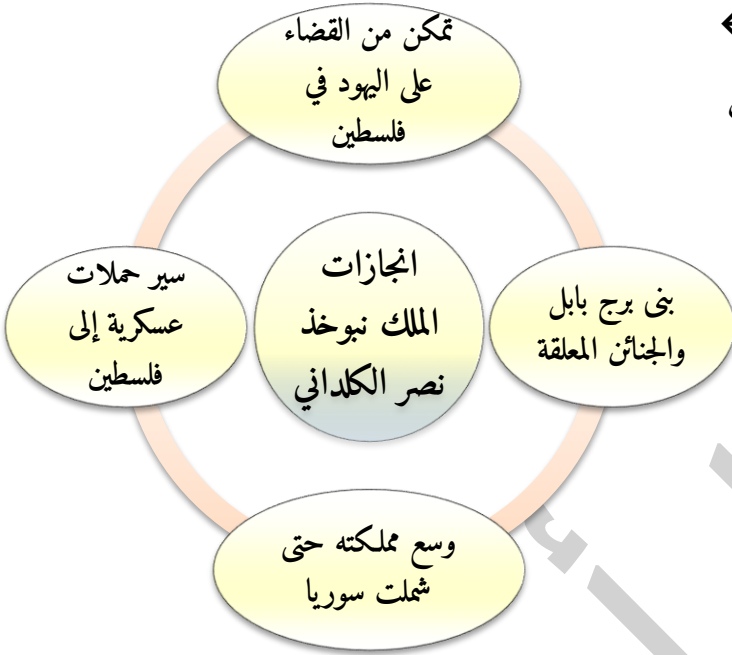 تمكن من القضاء
على اليهود في
فلسطين
انجازات
الملك نبوخذ
نصر الكلداني
بنى برج بابل
والجنائن المعلقة
سير حملات
عسكرية إلى
فلسطين
وسع مملكته حتى
شملت سوريا